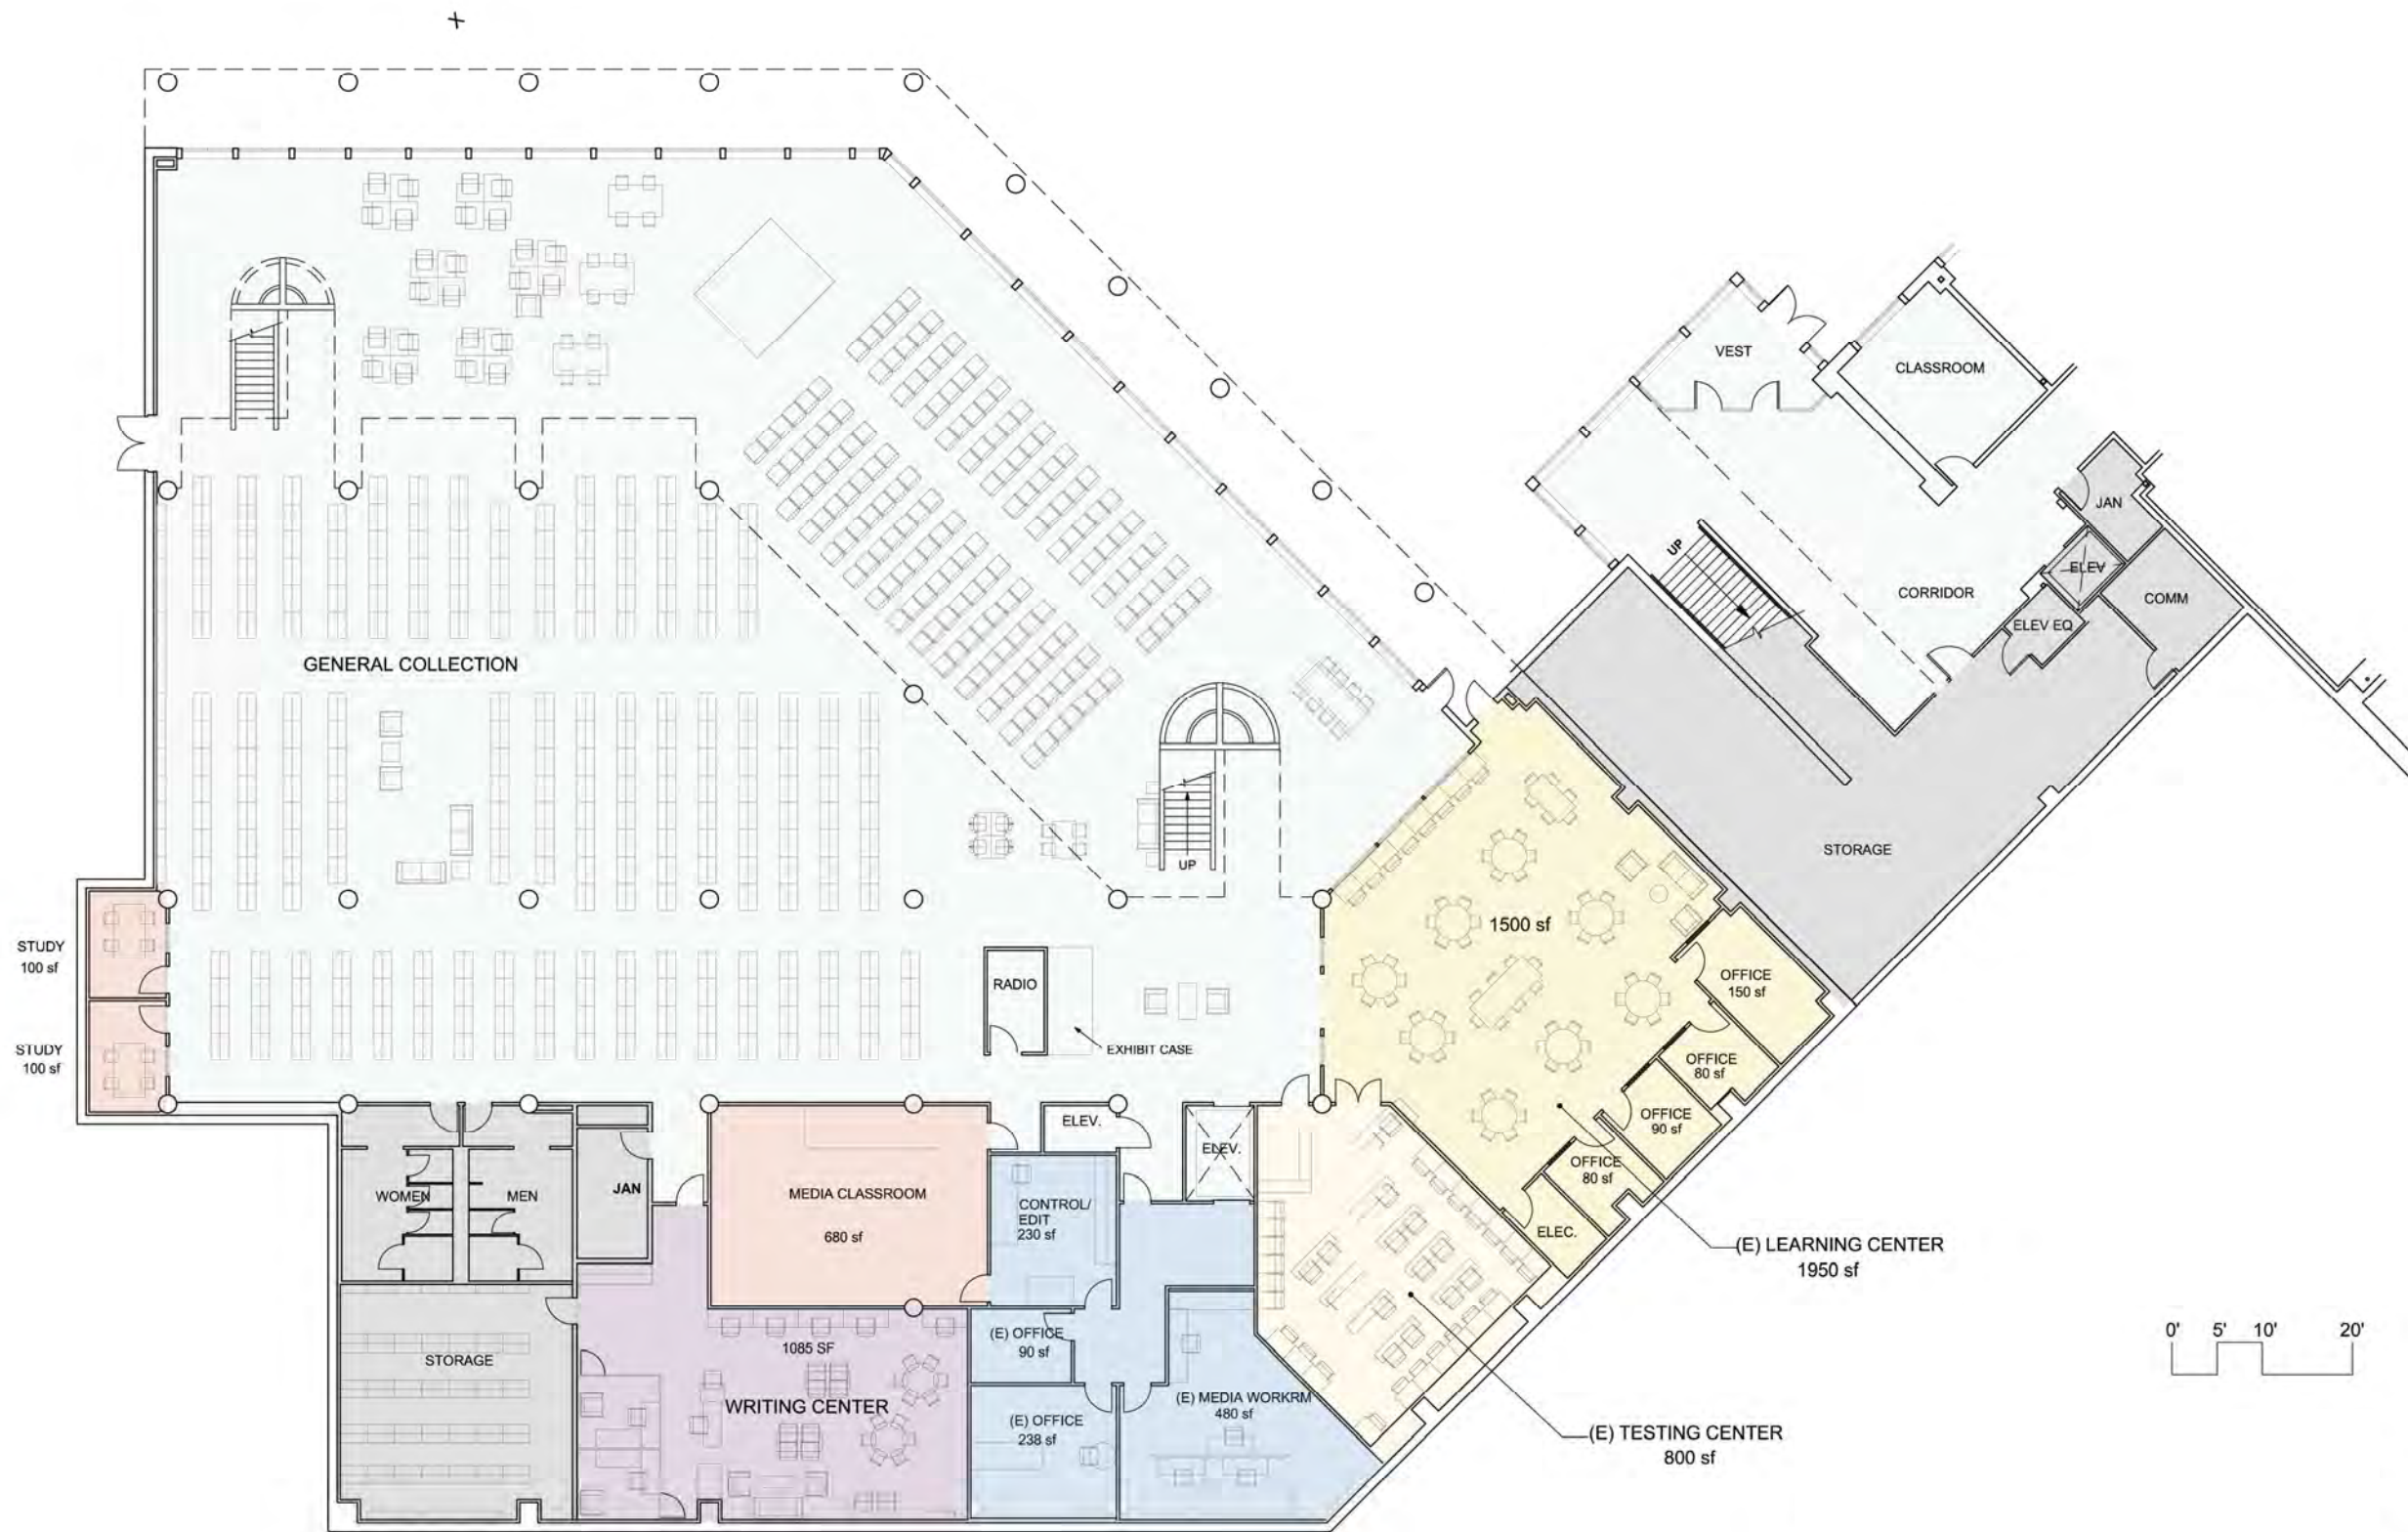 VEST
CLASSROOM
JAN
UP
ELEV
CORRIDOR
COMM
ELEV EQ
GENERAL COLLECTION
STORAGE
UP
1500 sf
STUDY
100 sf
RADIO
OFFICE
150 sf
EXHIBIT CASE
STUDY
100 sf
OFFICE
80 sf
OFFICE
90 sf
ELEV.
ELEV.
OFFICE
80 sf
WOMEN
MEN
JAN
MEDIA CLASSROOM
680 sf
CONTROL/
EDIT
230 sf
ELEC.
(E) LEARNING CENTER
1950 sf
STORAGE
1085 SF
WRITING CENTER
(E) OFFICE
90 sf
(E) OFFICE
238 sf
(E) MEDIA WORKRM
480 sf
(E) TESTING CENTER
800 sf
0' 5' 10' 20'